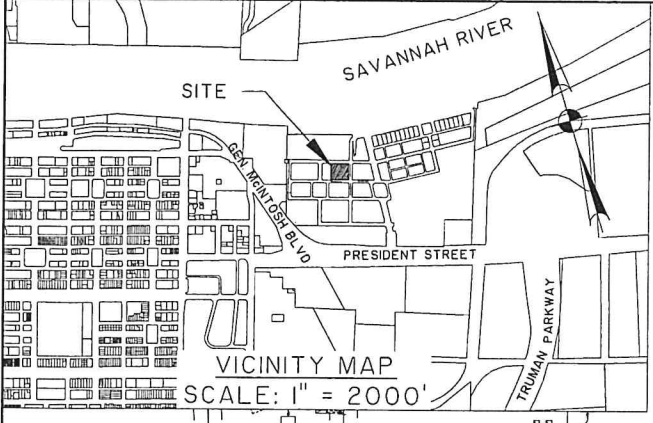 SAVANNAH RIVER
SITE
GEN. McINTOSH BLVD
PRESIDENT STREET
TRUMAN PARKWAY
VICINITY MAP
SCALE: 1" = 2000'